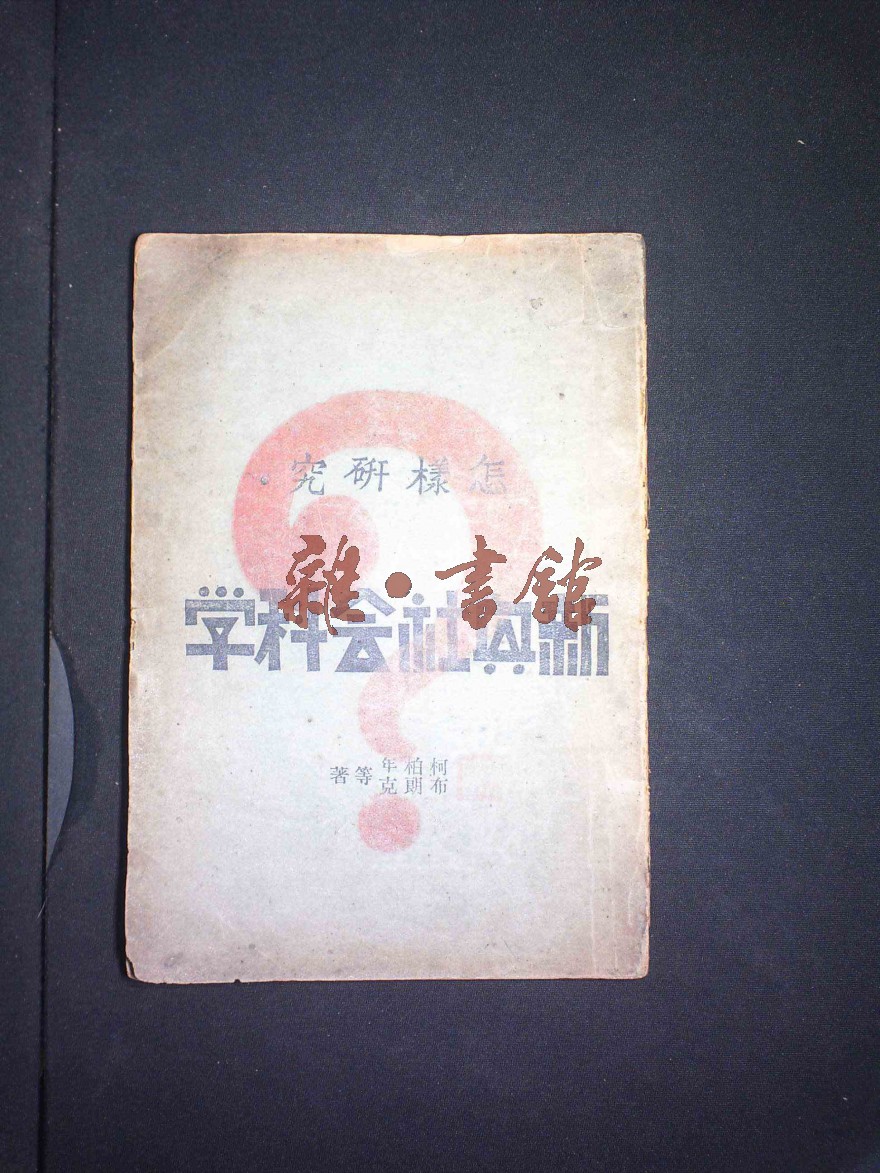 怎樣研究
雜·書館
新興社会科学
柯柏年
布朗克
等著